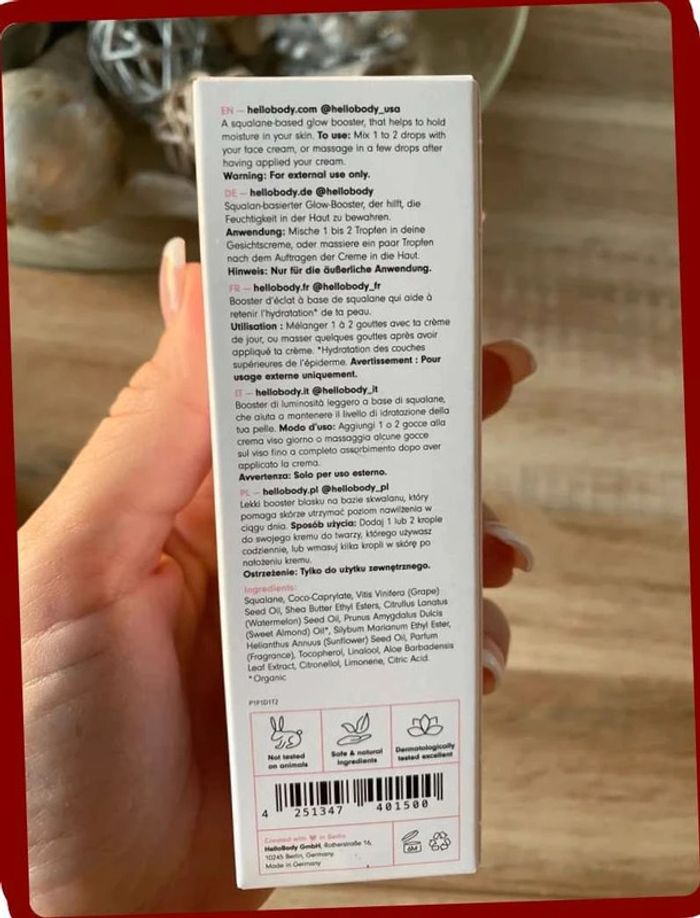 EN — hellobody.com @hellobody_usa
A squalane-based glow booster, that helps to hold
moisture in your skin. To use: Mix 1 to 2 drops with
your face cream, or massage in a few drops after
having applied your cream.
Warning: For external use only.
DE — hellobody.de @hellobody
Squalan-basierter Glow-Booster, der hilft, die
Feuchtigkeit in der Haut zu bewahren.
Anwendung: Mische 1 bis 2 Tropfen in deine
Gesichtscreme, oder massiere ein paar Tropfen
nach dem Auftragen der Creme in die Haut.
Hinweis: Nur für die äußerliche Anwendung.
FR — hellobody.fr @hellobody_fr
Booster d'éclat à base de squalane qui aide à
retenir l'hydratation* de ta peau.
Utilisation : Mélanger 1 à 2 gouttes avec ta crème
de jour, ou masser quelques gouttes après avoir
appliqué ta crème. *Hydratation des couches
supérieures de l'épiderme. Avertissement : Pour
usage externe uniquement.
IT — hellobody.it @hellobody_it
Booster di luminosità leggero a base di squalane,
che aiuta a mantenere il livello di idratazione della
tua pelle. Modo d'uso: Aggiungi 1 o 2 gocce alla
crema viso giorno o massaggia alcune gocce
sul viso fino a completo assorbimento dopo aver
applicato la crema.
Avvertenza: Solo per uso esterno.
PL — hellobody.pl @hellobody_pl
Lekki booster blasku na bazie skwalanu, który
pomaga skórze utrzymać poziom nawilżenia w
ciągu dnia. Sposób użycia: Dodaj 1 lub 2 krople
do swojego kremu do twarzy, którego używasz
codziennie, lub wmasuj kilka kropli w skórę po
nałożeniu kremu.
Ostrzeżenie: Tylko do użytku zewnętrznego.
Ingredients:
Squalane, Coco-Caprylate, Vitis Vinifera (Grape)
Seed Oil, Shea Butter Ethyl Esters, Citrullus Lanatus
(Watermelon) Seed Oil, Prunus Amygdalus Dulcis
(Sweet Almond) Oil*, Silybum Marianum Ethyl Ester,
Helianthus Annuus (Sunflower) Seed Oil, Parfum
(Fragrance), Tocopherol, Linalool, Aloe Barbadensis
Leaf Extract, Citronellol, Limonene, Citric Acid.
*Organic
P1F1D1T2
Not tested
on animals
Safe & natural
ingredients
Dermatologically
tested excellent
4 251347 401500
Created with ♥ in Berlin
HelloBody GmbH, Rotherstraße 16,
10245 Berlin, Germany
Made in Germany
6M